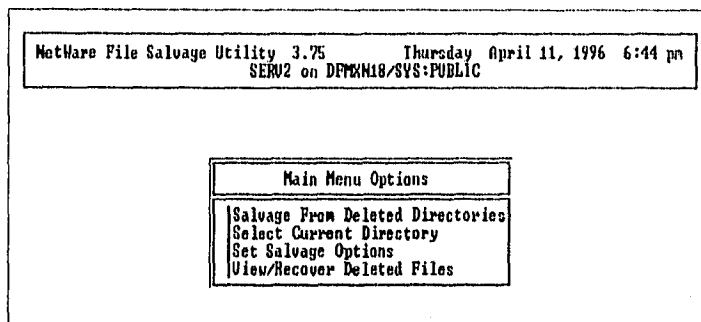 NetWare File Salvage Utility 3.75 Thursday April 11, 1996 6:44 pm
SERV2 on DFMXN18/SYS:PUBLIC
Main Menu Options
Salvage From Deleted Directories
Select Current Directory
Set Salvage Options
View/Recover Deleted Files